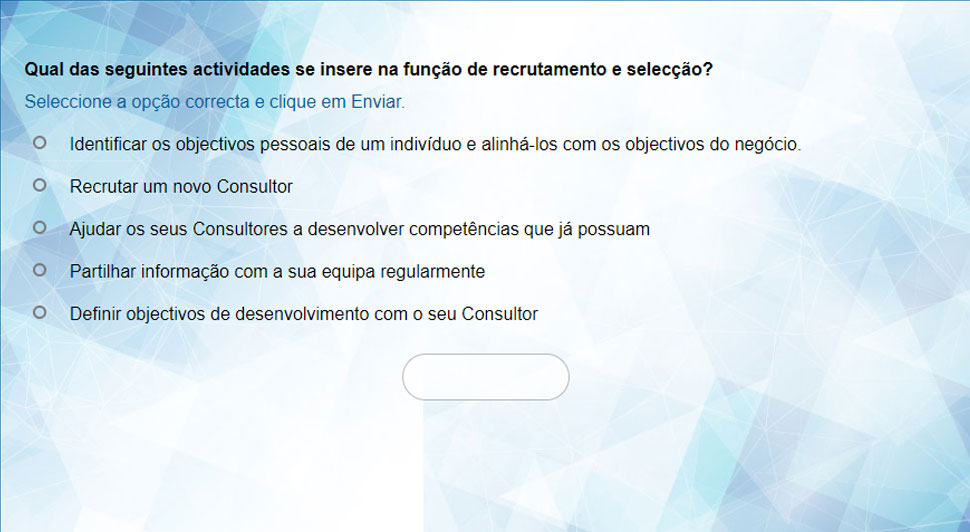 Qual das seguintes actividades se insere na função de recrutamento e selecção?
Seleccione a opção correcta e clique em Enviar.
Identificar os objectivos pessoais de um indivíduo e alinhá-los com os objectivos do negócio.
Recrutar um novo Consultor
Ajudar os seus Consultores a desenvolver competências que já possuam
Partilhar informação com a sua equipa regularmente
Definir objectivos de desenvolvimento com o seu Consultor